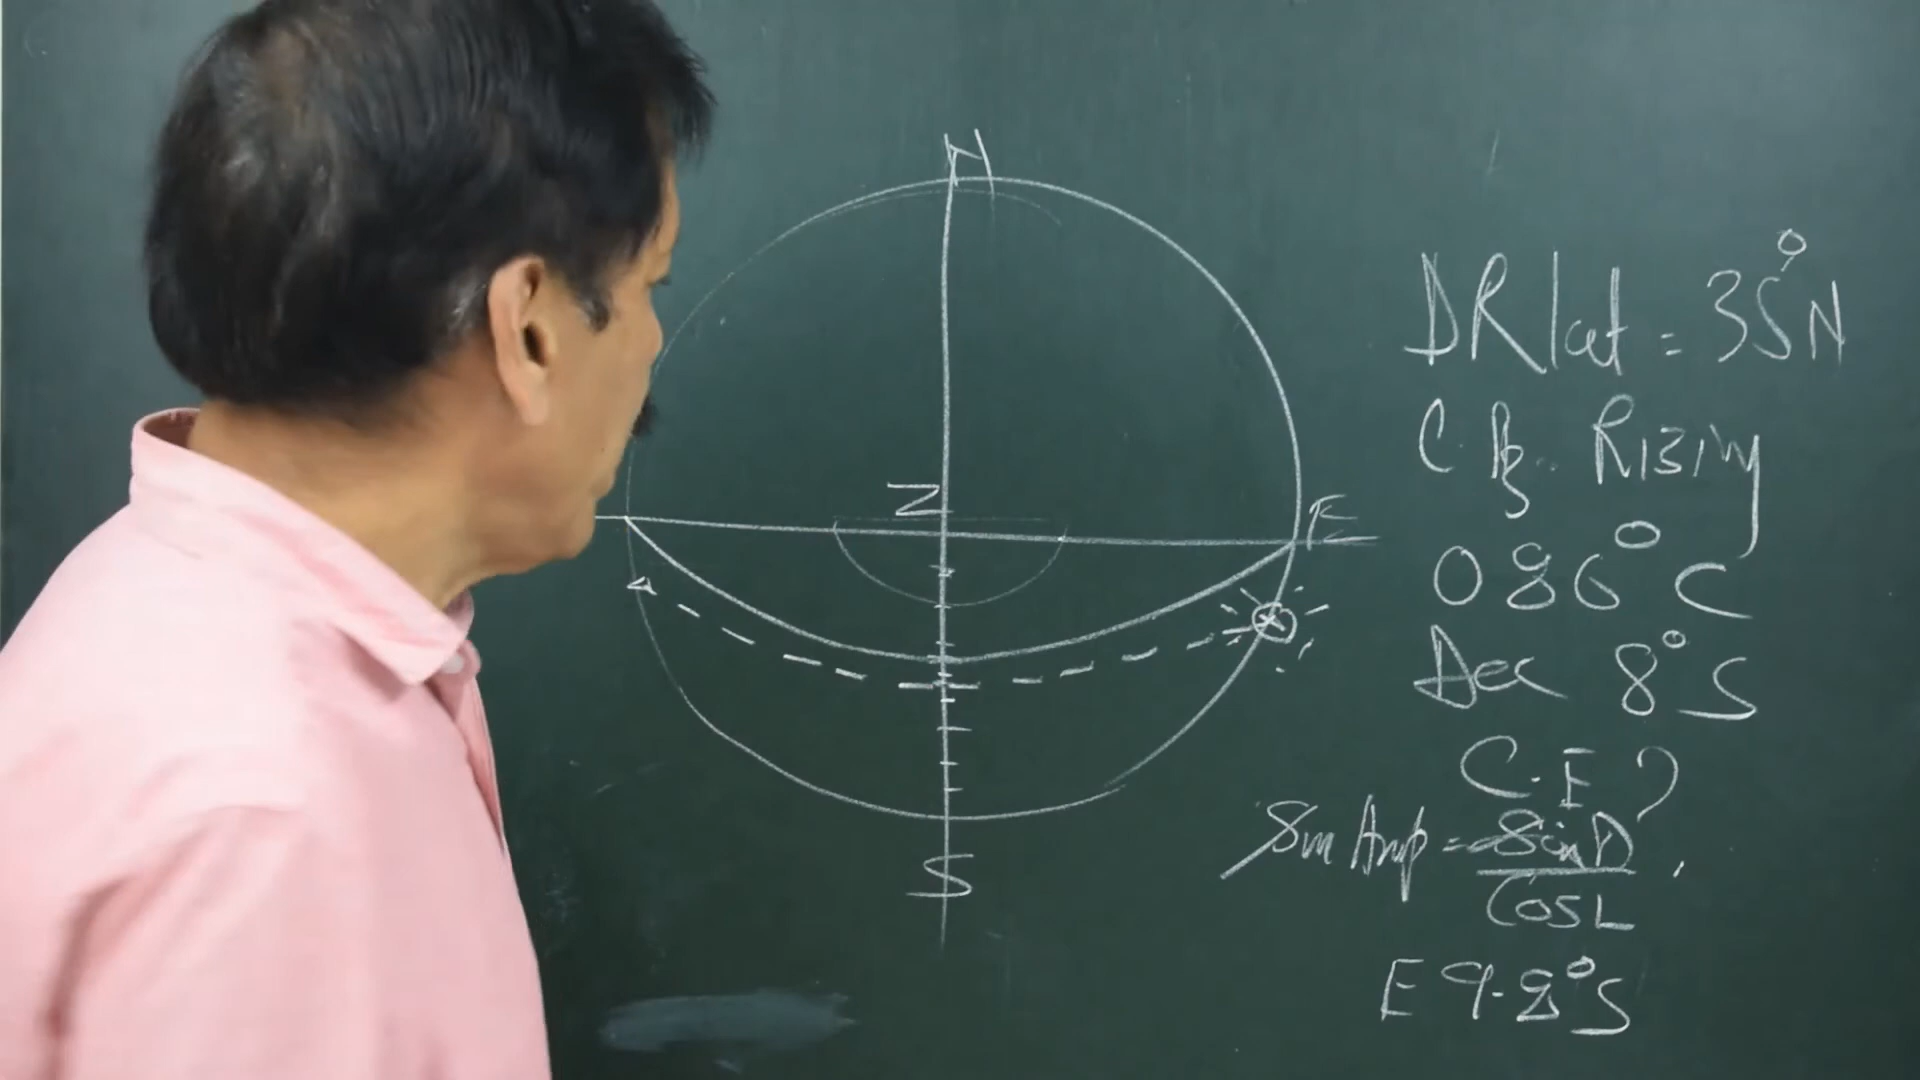 N
Z
E
S
DR lat = 35°N
C. Bg. Rising
086° C
Dec 8° S
C.E ?
Sin Amp = Sin D
Cos L
E 9.8° S